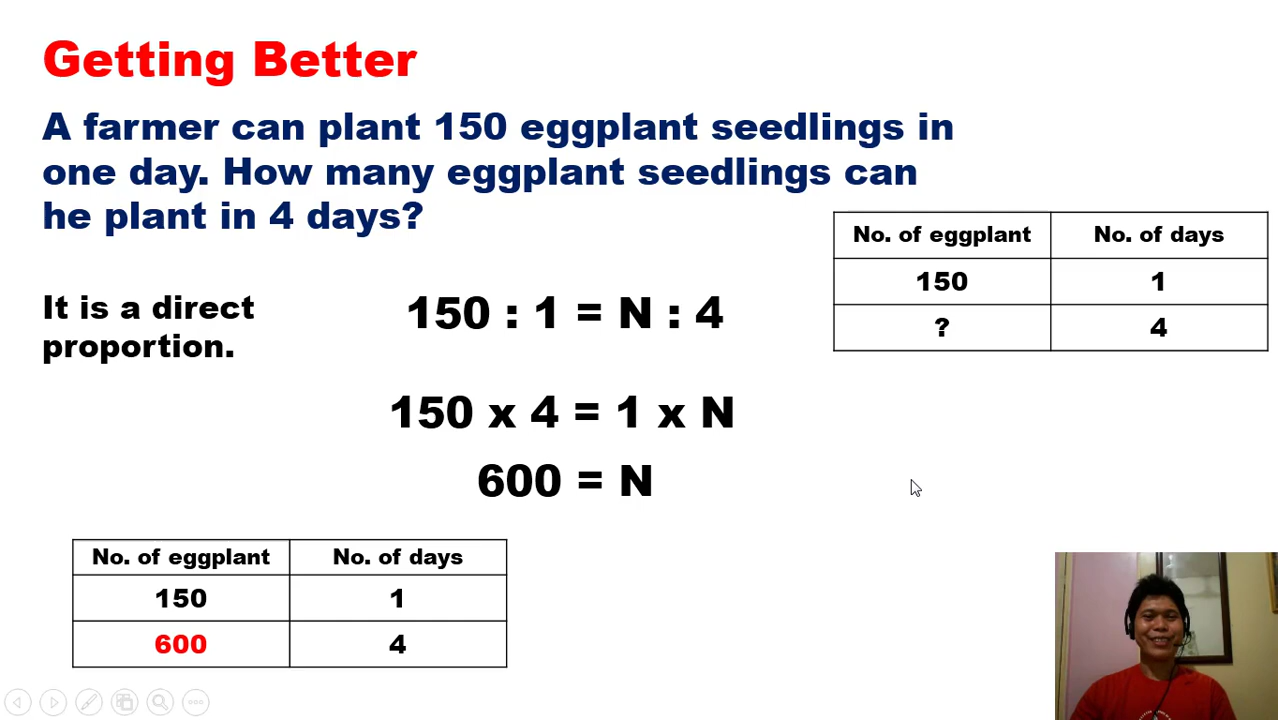 Getting Better
A farmer can plant 150 eggplant seedlings in
one day. How many eggplant seedlings can
he plant in 4 days?
No. of eggplant No. of days
150 1
? 4
It is a direct
proportion.
150 : 1 = N : 4
150 x 4 = 1 x N
600 = N
No. of eggplant No. of days
150 1
600 4